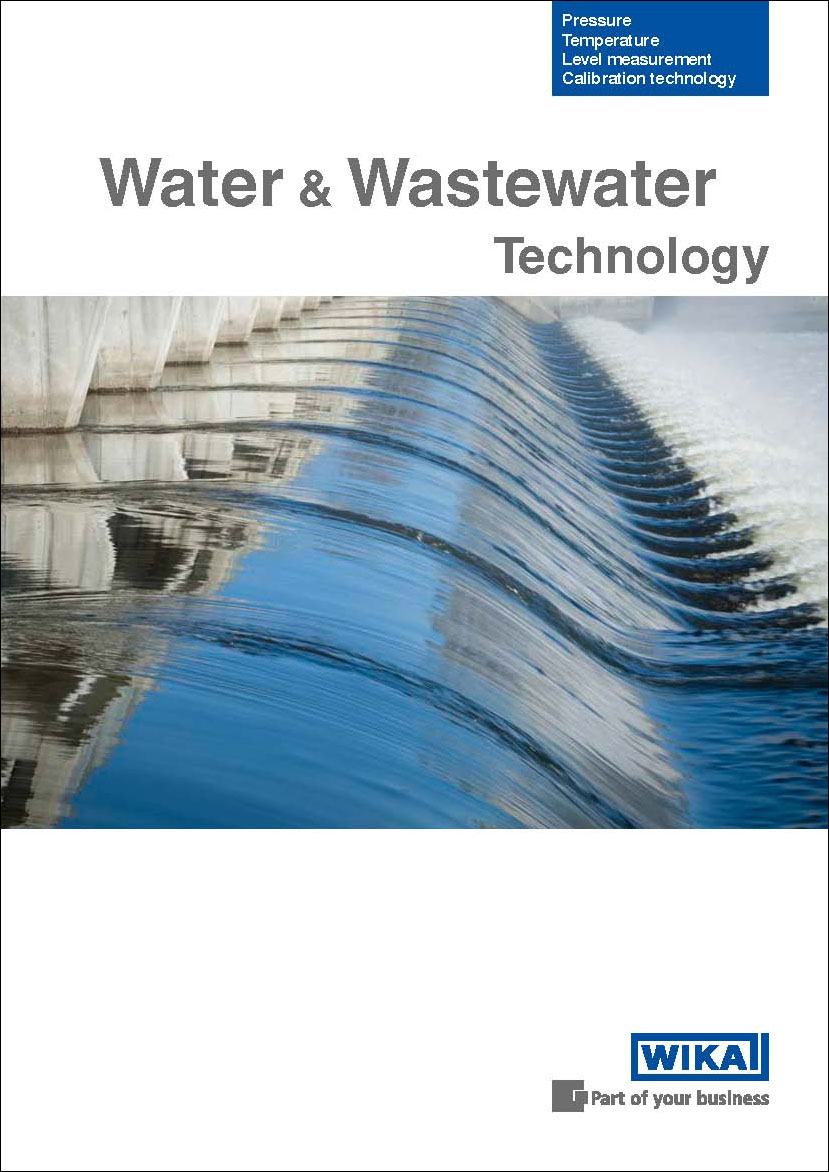 Pressure
Temperature
Level measurement
Calibration technology
Water & Wastewater
Technology
WIKA
Part of your business